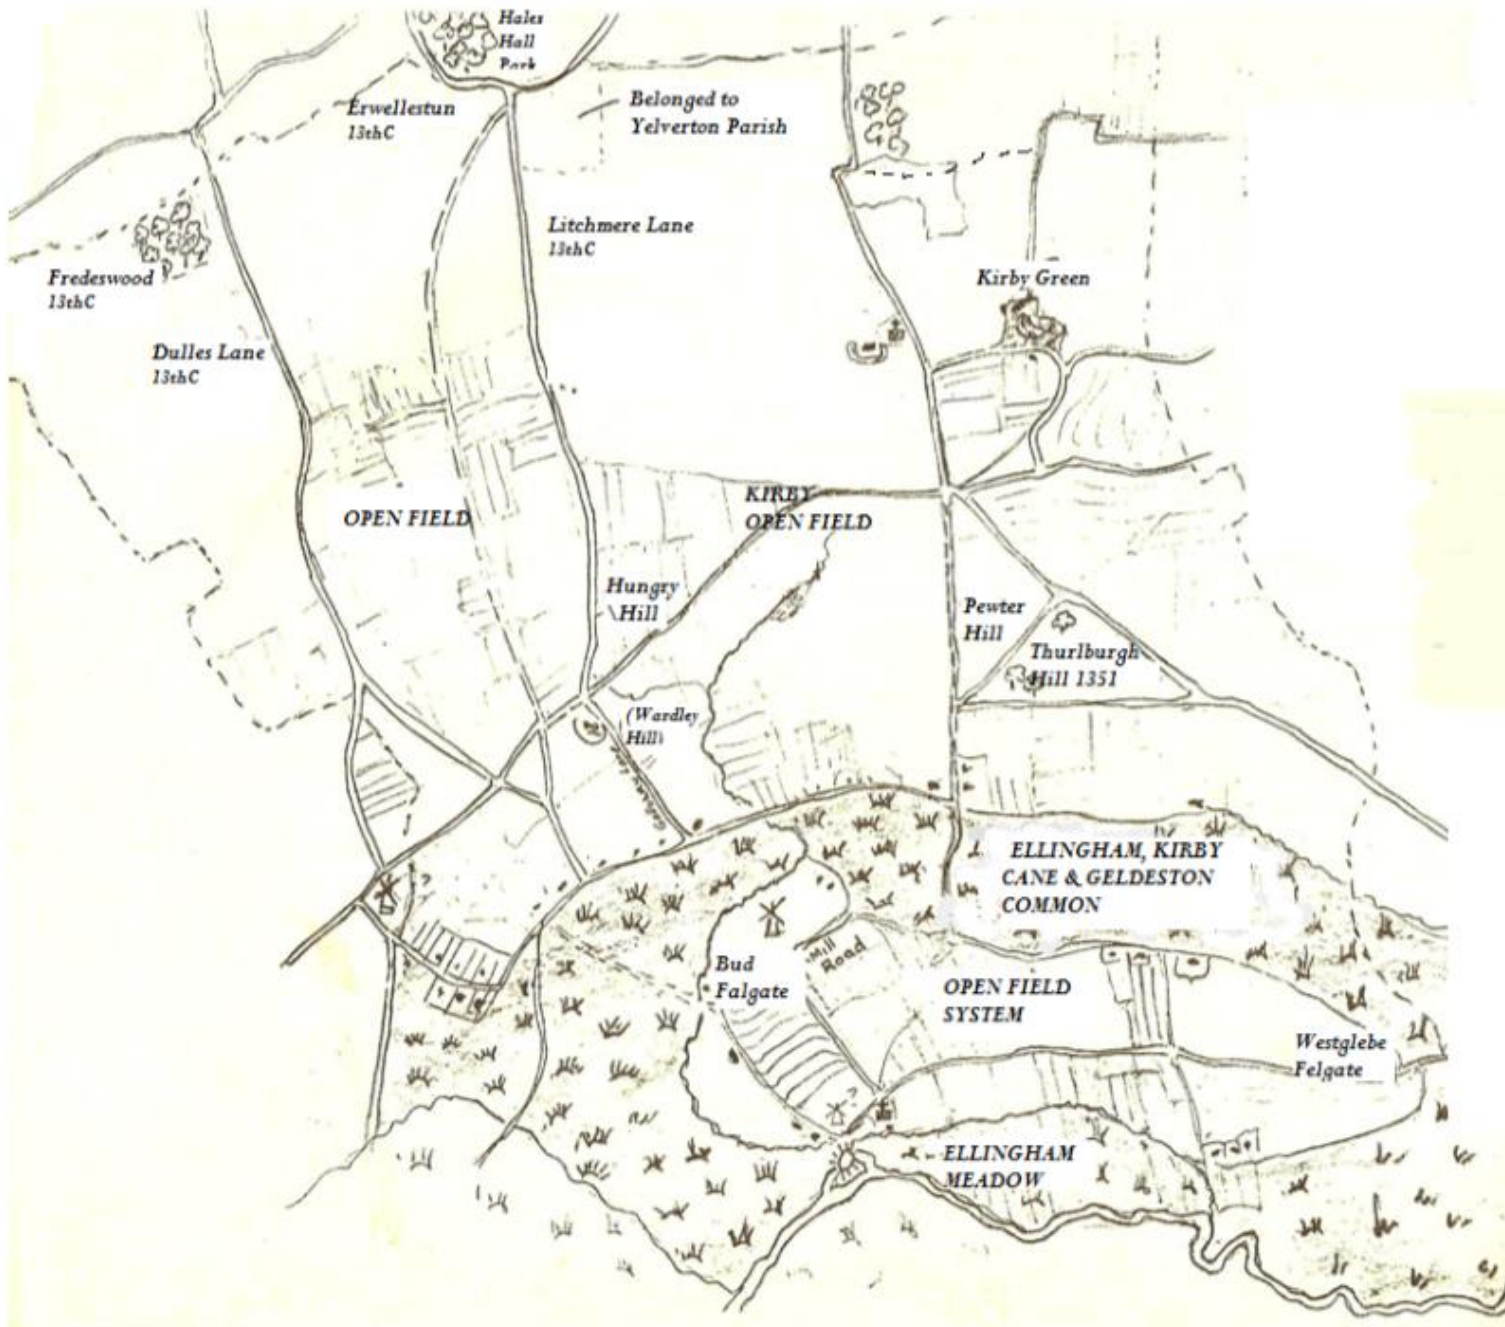 Hales
Hall
Park
Erwellestun
13thC
Belonged to
Yelverton Parish
Litchmere Lane
13thC
Fredeswood
13thC
Kirby Green
Dulles Lane
13thC
OPEN FIELD
KIRBY
OPEN FIELD
Hungry
Hill
Pewter
Hill
Thurlburgh
Hill 1351
(Wardley
Hill)
Lane
ELLINGHAM, KIRBY
CANE & GELDESTON
COMMON
?
Mill
Road
Bud
Falgate
OPEN FIELD
SYSTEM
Westglebe
Felgate
?
ELLINGHAM
MEADOW